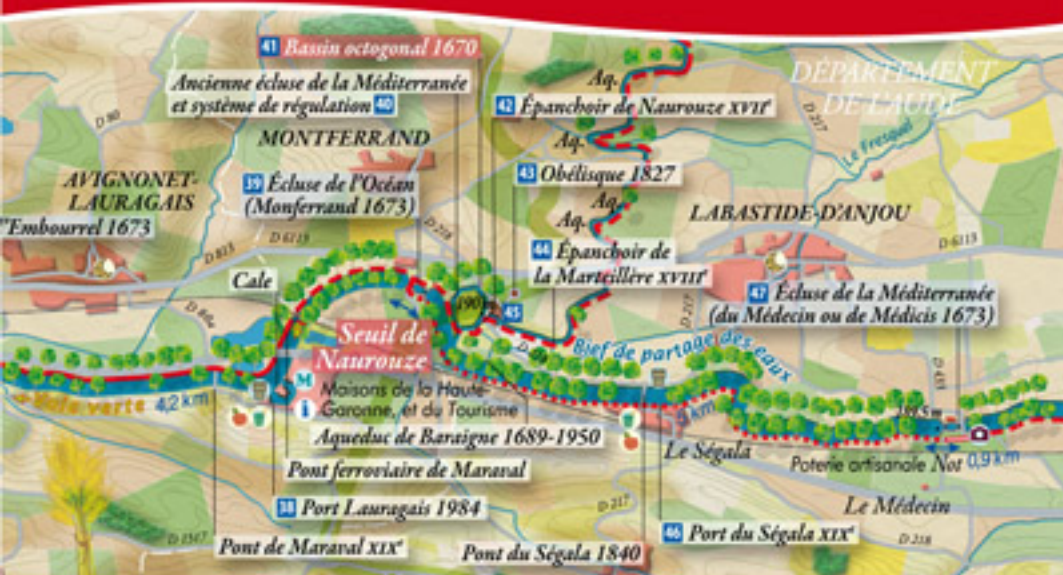 41 Bassin octogonal 1670
Ancienne écluse de la Méditerranée
et système de régulation 40
MONTFERRAND
39 Écluse de l'Océan
(Monferrand 1673)
AVIGNONET-
LAURAGAIS
l'Embourrel 1673
D 80
D 6113
D 813
D 218
Cale
Aq.
42 Épanchoir de Naurouze XVIIe
Aq.
43 Obélisque 1827
Aq.
Aq.
44 Épanchoir de
la Marteillère XVIIIe
DÉPARTEMENT
DE L'AUDE
D 217
Le Fresquel
LABASTIDE-D'ANJOU
D 6113
47 Écluse de la Méditerranée
(du Médecin ou de Médicis 1673)
D 217
190
45
Seuil de
Naurouze
Bief de partage des eaux
Voie verte 4,2 km
M
Maisons de la Haute-
i
Garonne, et du Tourisme
Aqueduc de Baraigne 1689-1950
Pont ferroviaire de Maraval
38 Port Lauragais 1984
Pont de Maraval XIXe
Le Ségala
Poterie artisanale
Not 0,9 km
Le Médecin
D 217
46 Port du Ségala XIXe
Pont du Ségala 1840
D 218